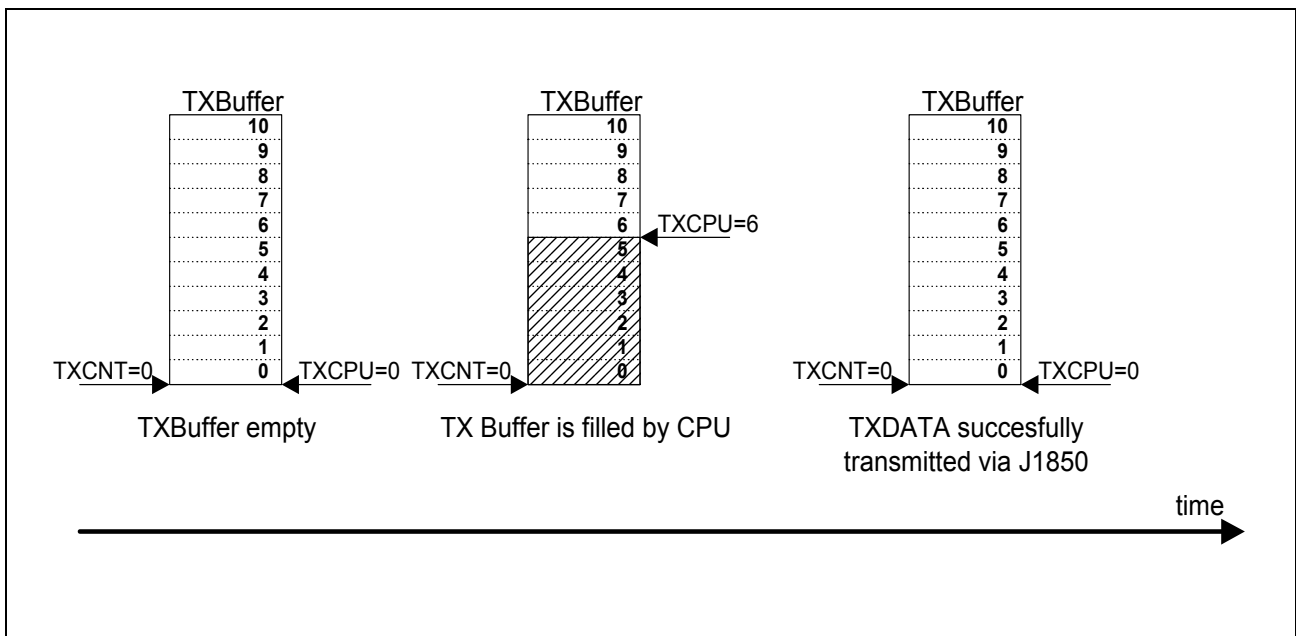 TXBuffer
10
9
8
7
6
5
4
3
2
1
0
TXCNT=0
TXCPU=0
TXBuffer empty
TXBuffer
10
9
8
7
6
TXCPU=6
5
4
3
2
1
0
TXCNT=0
TX Buffer is filled by CPU
TXBuffer
10
9
8
7
6
5
4
3
2
1
0
TXCNT=0
TXCPU=0
TXDATA succesfully
transmitted via J1850
time